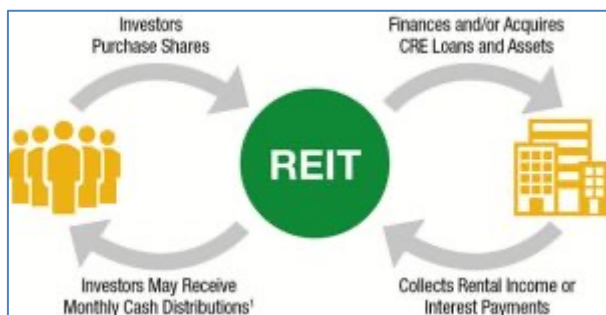 Investors
Purchase Shares
Finances and/or Acquires
CRE Loans and Assets
REIT
Investors May Receive
Monthly Cash Distributions¹
Collects Rental Income or
Interest Payments